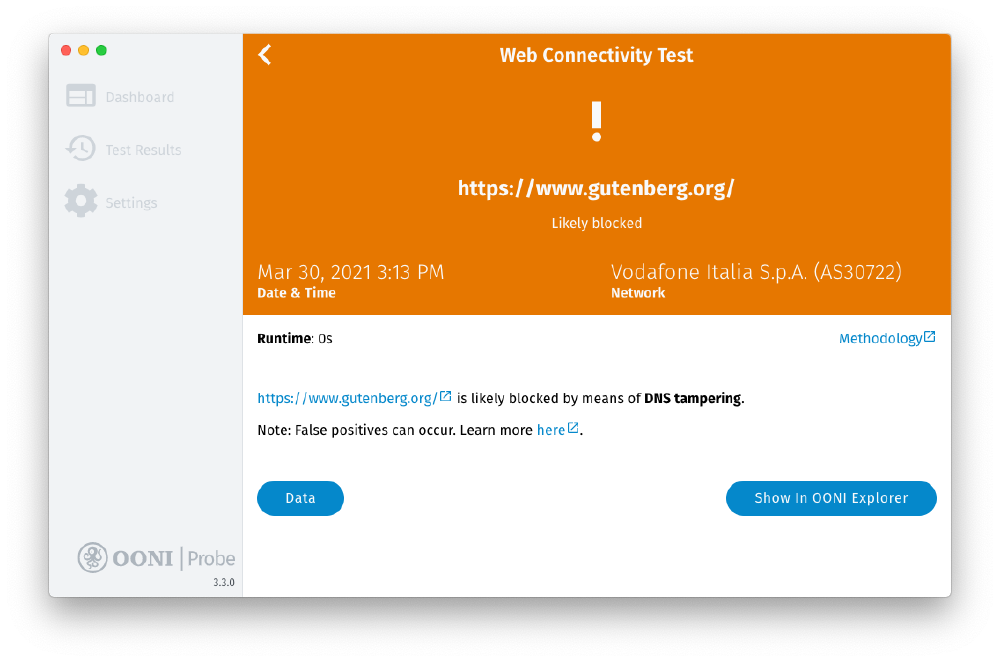 Web Connectivity Test
Dashboard
Test Results
Settings
https://www.gutenberg.org/
Likely blocked
Mar 30, 2021 3:13 PM
Date & Time
Vodafone Italia S.p.A. (AS30722)
Network
Runtime: 0s
Methodology
https://www.gutenberg.org/ is likely blocked by means of DNS tampering.
Note: False positives can occur. Learn more here.
Data
Show In OONI Explorer
OONI Probe
3.3.0